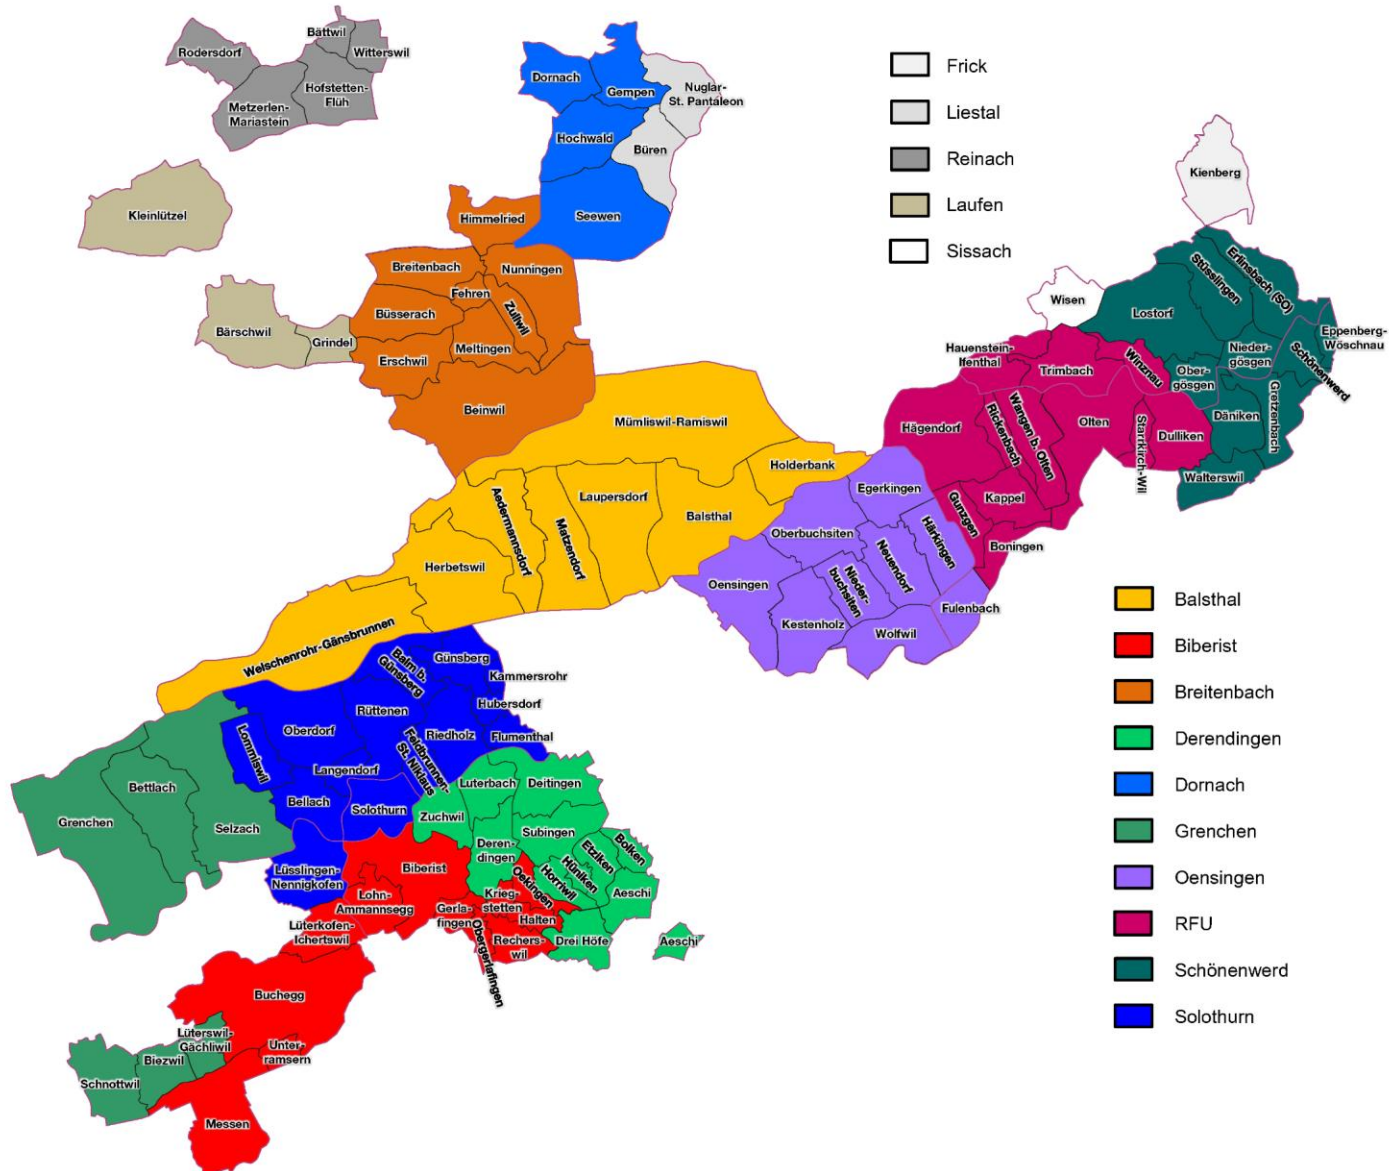 Bättwil
Rodersdorf
Witterswil
Hofstetten-
Flüh
Metzerlen-
Mariastein
Kleinlützel
Bärschwil
Grindel
Dornach
Gempen
Nuglar-
St. Pantaleon
Hochwald
Büren
Seewen
Himmelried
Breitenbach
Nunningen
Fehren
Zullwil
Büsserach
Meltingen
Erschwil
Beinwil
Frick
Liestal
Reinach
Laufen
Sissach
Kienberg
Wisen
Lostorf
Stüsslingen
Erlinsbach (SO)
Eppenberg-
Wöschnau
Nieder-
gösgen
Schönenwerd
Ober-
gösgen
Däniken
Gretzenbach
Walterswil
Hauenstein-
Ifenthal
Trimbach
Winznau
Hägendorf
Rickenbach
Wangen b. Olten
Olten
Starrkirch-Wil
Dulliken
Kappel
Gunzgen
Boningen
Mümliswil-Ramiswil
Holderbank
Laupersdorf
Balsthal
Aedermannsdorf
Matzendorf
Herbetswil
Welschenrohr-Gänsbrunnen
Egerkingen
Oberbuchsiten
Härkingen
Neuendorf
Nieder-
buchsiten
Oensingen
Kestenholz
Wolfwil
Fulenbach
Balm b.
Günsberg
Günsberg
Kammersrohr
Hubersdorf
Rüttenen
Flumenthal
Riedholz
Oberdorf
Lommiswil
Langendorf
Feldbrunnen-
St. Niklaus
Bellach
Solothurn
Lüsslingen-
Nennigkofen
Grenchen
Bettlach
Selzach
Luterbach
Deitingen
Zuchwil
Subingen
Deren-
dingen
Etziken
Bolken
Hüniken
Horriwil
Aeschi
Drei Höfe
Aeschi
Biberist
Oekingen
Krieg-
stetten
Halten
Lohn-
Ammannsegg
Gerla-
fingen
Obergerlafingen
Rechers-
wil
Lüterkofen-
Ichertswil
Buchegg
Lüterswil-
Gächliwil
Unter-
ramsern
Biezwil
Schnottwil
Messen
Balsthal
Biberist
Breitenbach
Derendingen
Dornach
Grenchen
Oensingen
RFU
Schönenwerd
Solothurn